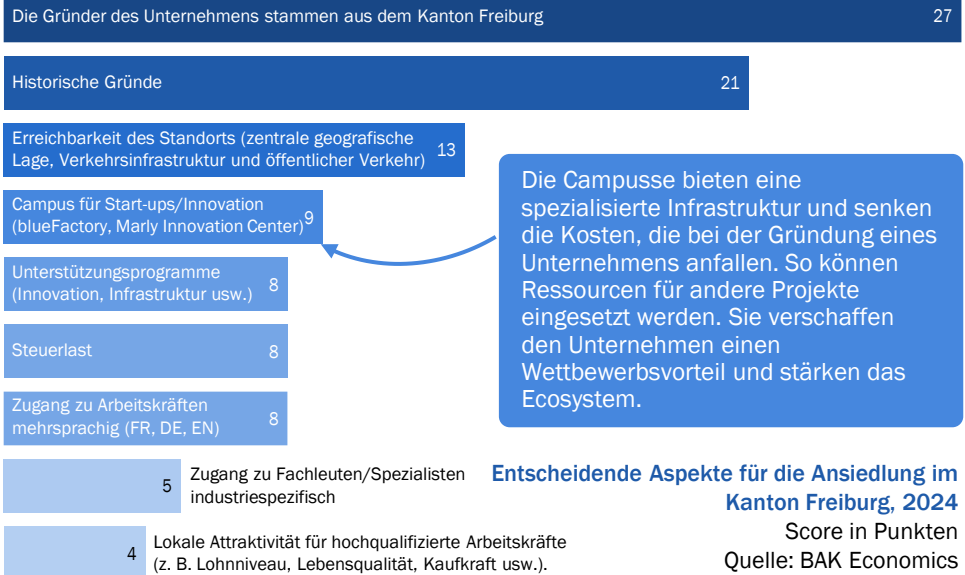 Die Gründer des Unternehmens stammen aus dem Kanton Freiburg 27
Historische Gründe 21
Erreichbarkeit des Standorts (zentrale geografische
Lage, Verkehrsinfrastruktur und öffentlicher Verkehr) 13
Campus für Start-ups/Innovation
(blueFactory, Marly Innovation Center) 9
Unterstützungsprogramme
(Innovation, Infrastruktur usw.) 8
Steuerlast 8
Zugang zu Arbeitskräften
mehrsprachig (FR, DE, EN) 8
5 Zugang zu Fachleuten/Spezialisten
industriespezifisch
4 Lokale Attraktivität für hochqualifizierte Arbeitskräfte
(z. B. Lohnniveau, Lebensqualität, Kaufkraft usw.).
Die Campusse bieten eine
spezialisierte Infrastruktur und senken
die Kosten, die bei der Gründung eines
Unternehmens anfallen. So können
Ressourcen für andere Projekte
eingesetzt werden. Sie verschaffen
den Unternehmen einen
Wettbewerbsvorteil und stärken das
Ecosystem.
Entscheidende Aspekte für die Ansiedlung im
Kanton Freiburg, 2024
Score in Punkten
Quelle: BAK Economics